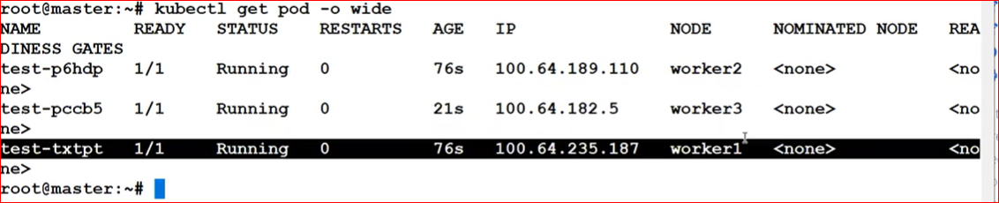 root@master:~# kubectl get pod -o wide
NAME         READY   STATUS    RESTARTS   AGE   IP               NODE      NOMINATED NODE   REA
DINESS GATES
test-p6hdp   1/1     Running   0          76s   100.64.189.110   worker2   <none>           <no
ne>
test-pccb5   1/1     Running   0          21s   100.64.182.5     worker3   <none>           <no
ne>
test-txtpt   1/1     Running   0          76s   100.64.235.187   worker1   <none>           <no
ne>
root@master:~#